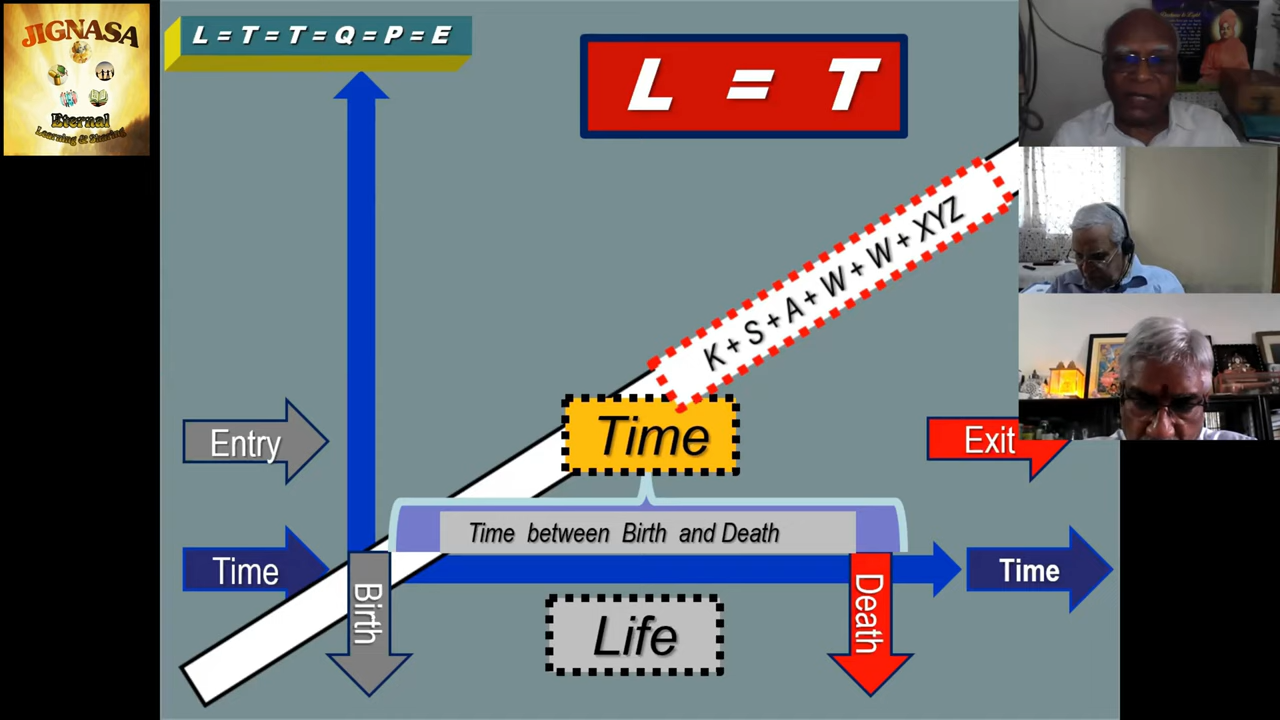 JIGNASA
Eternal
Learning & Sharing
L = T = T = Q = P = E
L = T
K + S + A + W + W + XYZ
Entry
Time
Exit
Time between Birth and Death
Time
Time
Birth
Death
Life